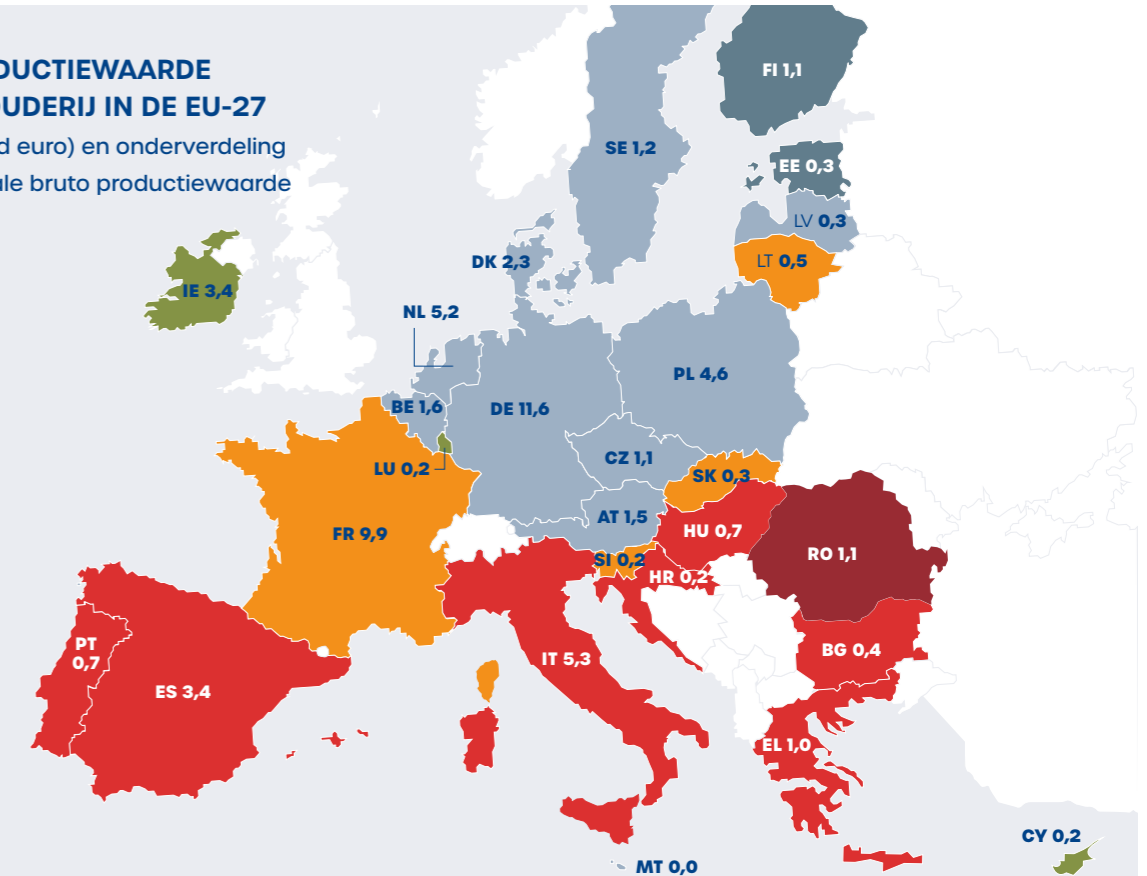 DUCTIEWAARDE
OUDERIJ IN DE EU-27
d euro) en onderverdeling
ale bruto productiewaarde
FI 1,1
SE 1,2
EE 0,3
LV 0,3
LT 0,5
DK 2,3
IE 3,4
NL 5,2
PL 4,6
BE 1,6
DE 11,6
CZ 1,1
LU 0,2
SK 0,3
AT 1,5
FR 9,9
HU 0,7
RO 1,1
SI 0,2
HR 0,2
PT
0,7
BG 0,4
IT 5,3
ES 3,4
EL 1,0
CY 0,2
MT 0,0